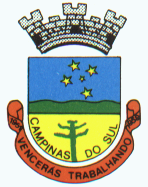 CAMPINAS DO SUL
VENCERÁS TRABALHANDO